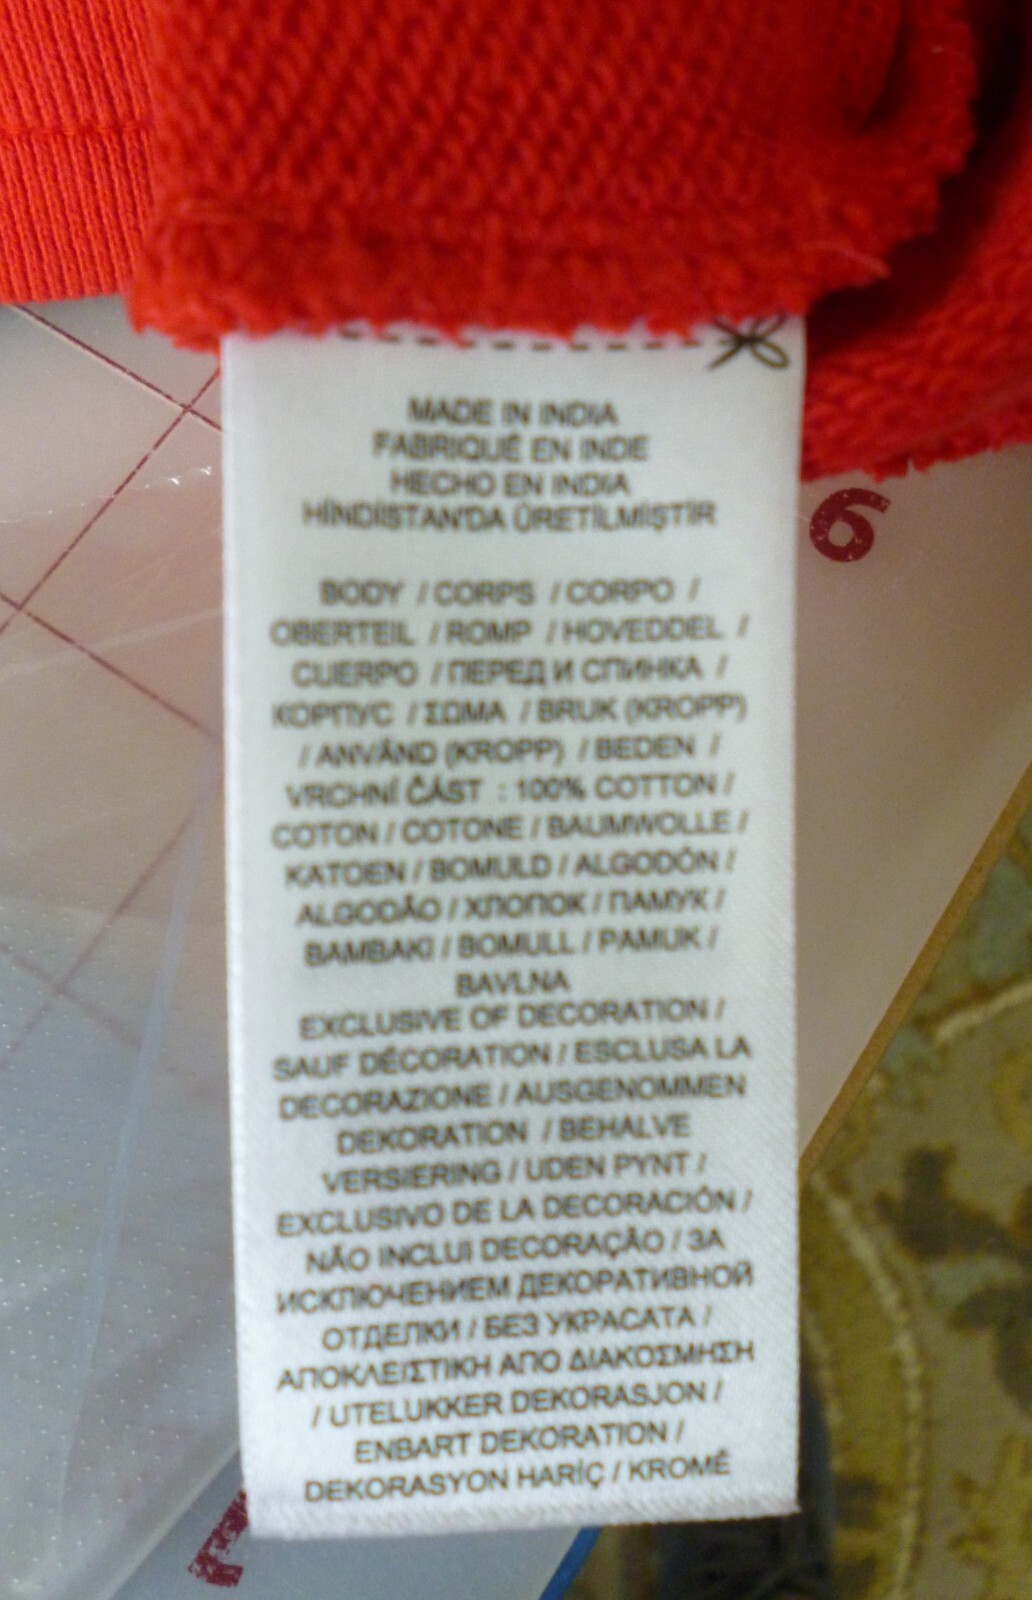 MADE IN INDIA
FABRIQUÉ EN INDE
HECHO EN INDIA
HİNDİSTAN'DA ÜRETİLMİŞTİR
BODY / CORPS / CORPO /
OBERTEIL / ROMP / HOVEDDEL /
CUERPO / ПЕРЕД И СПИНКА /
КОРПУС / ΣΩΜΑ / BRUK (KROPP)
/ ANVÄND (KROPP) / BEDEN /
VRCHNÍ ČÁST : 100% COTTON /
COTON / COTONE / BAUMWOLLE /
KATOEN / BOMULD / ALGODÓN /
ALGODÃO / ХЛОПОК / ПАМУК /
BAMBAKI / BOMULL / PAMUK /
BAVLNA
EXCLUSIVE OF DECORATION /
SAUF DÉCORATION / ESCLUSA LA
DECORAZIONE / AUSGENOMMEN
DEKORATION / BEHALVE
VERSIERING / UDEN PYNT /
EXCLUSIVO DE LA DECORACIÓN /
NÃO INCLUI DECORAÇÃO / ЗА
ИСКЛЮЧЕНИЕМ ДЕКОРАТИВНОЙ
ОТДЕЛКИ / БЕЗ УКРАСАТА /
ΑΠΟΚΛΕΙΣΤΙΚΗ ΑΠΟ ΔΙΑΚΟΣΜΗΣΗ
/ UTELUKKER DEKORASJON /
ENBART DEKORATION /
DEKORASYON HARİÇ / KROMĚ
6